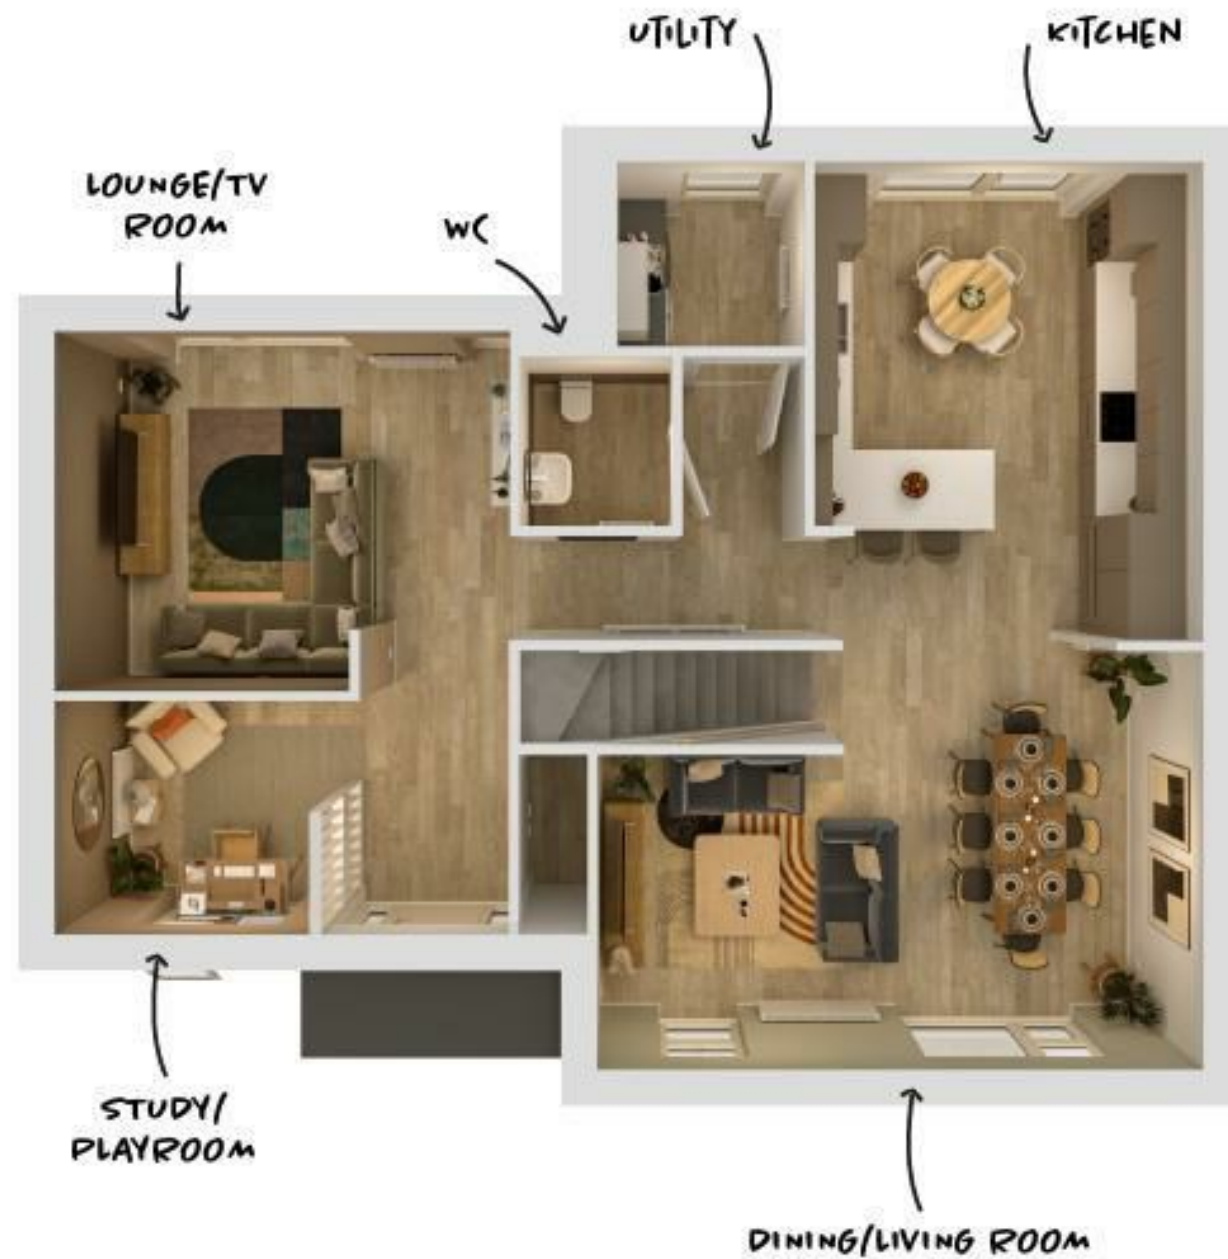 UTILITY
KITCHEN
LOUNGE/TV
ROOM
WC
STUDY/
PLAYROOM
DINING/LIVING ROOM